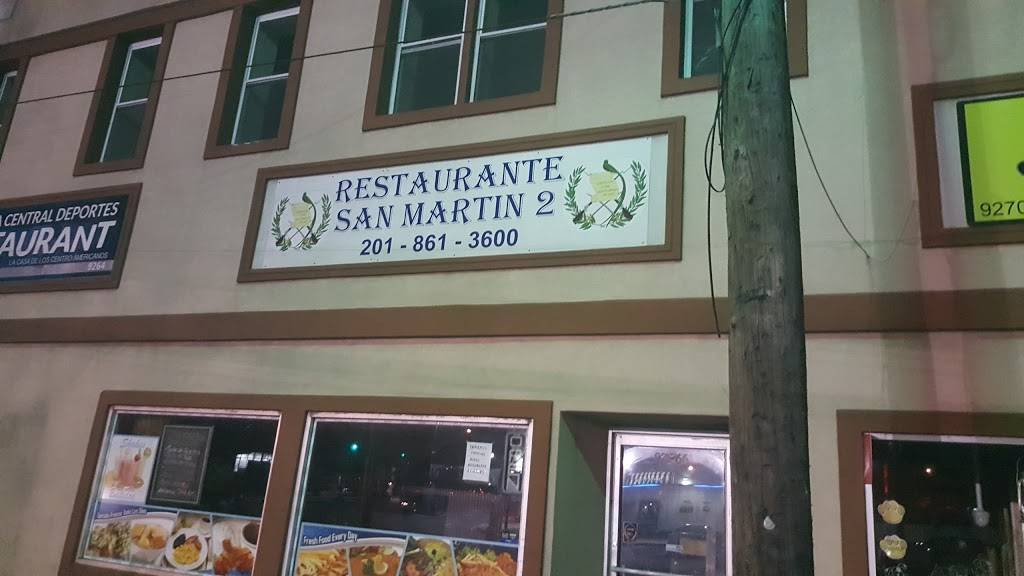 CENTRAL DEPORTES
AURANT
LA CASA DE LOS CENTRO AMERICANOS
9264
RESTAURANTE
SAN MARTIN 2
201 - 861 - 3600
9270
Fresh Food Every Day